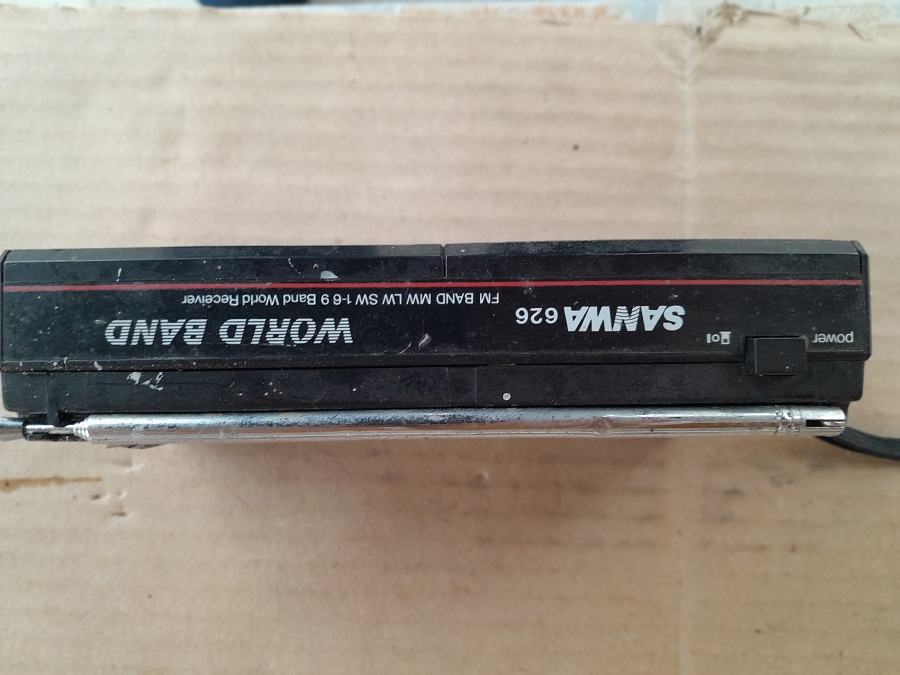 power
SANWA 626
FM BAND MW LW SW 1-6 9 Band World Receiver
WORLD BAND